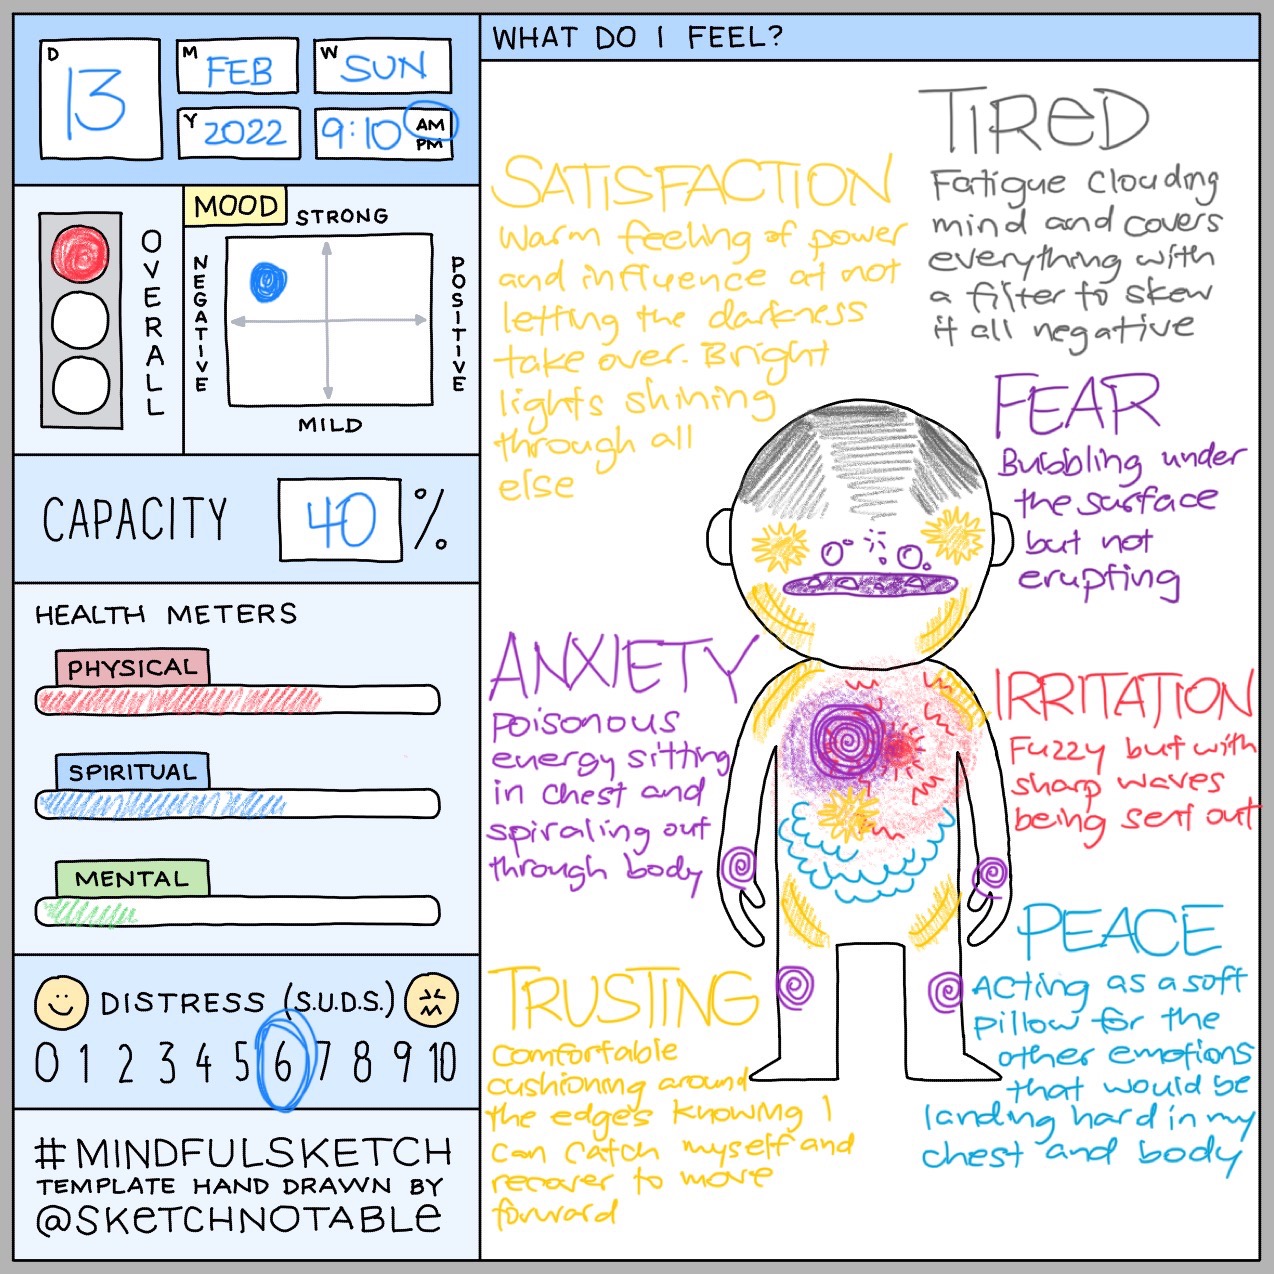 D
13
M
FEB
W
SUN
Y
2022
9:10 AM
PM
OVERALL
MOOD
STRONG
NEGATIVE
POSITIVE
MILD
CAPACITY 40 %
HEALTH METERS
PHYSICAL
SPIRITUAL
MENTAL
DISTRESS (S.U.D.S.)
0 1 2 3 4 5 6 7 8 9 10
#MINDFULSKETCH
TEMPLATE HAND DRAWN BY
@SKETCHNOTABLE
WHAT DO I FEEL?
SATISFACTION
Warm feeling of power
and influence at not
letting the darkness
take over. Bright
lights shining
through all
else
TIRED
Fatigue clouding
mind and covers
everything with
a filter to skew
it all negative
FEAR
Bubbling under
the surface
but not
erupting
ANXIETY
Poisonous
energy sitting
in chest and
spiraling out
through body
IRRITATION
Fuzzy but with
sharp waves
being sent out
TRUSTING
Comfortable
cushioning around
the edges knowing I
can catch myself and
recover to move
forward
PEACE
Acting as a soft
pillow for the
other emotions
that would be
landing hard in my
chest and body